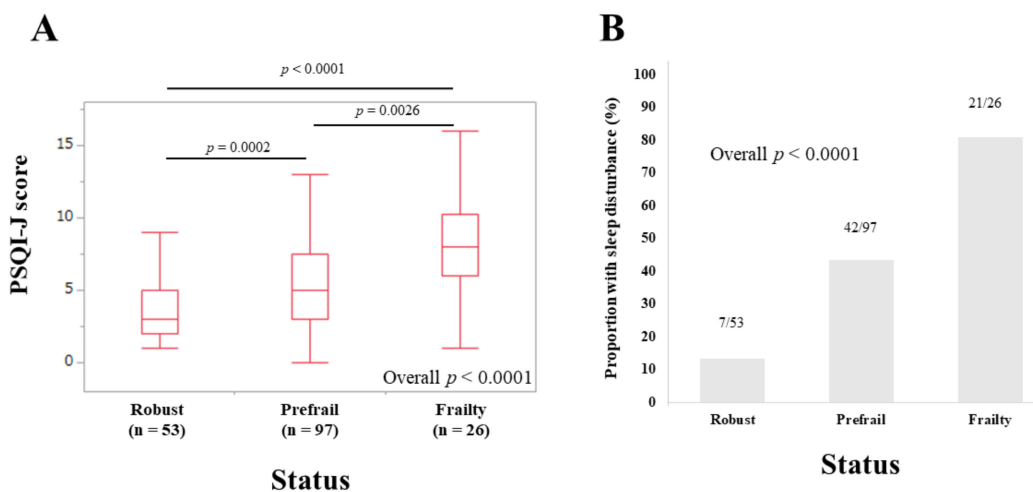 A
p < 0.0001
p = 0.0026
p = 0.0002
PSQI-J score
15
10
5
0
Overall p < 0.0001
Robust
(n = 53)
Prefrail
(n = 97)
Frailty
(n = 26)
Status
B
Proportion with sleep disturbance (%)
100
90
80
70
60
50
40
30
20
10
0
21/26
Overall p < 0.0001
42/97
7/53
Robust
Prefrail
Frailty
Status